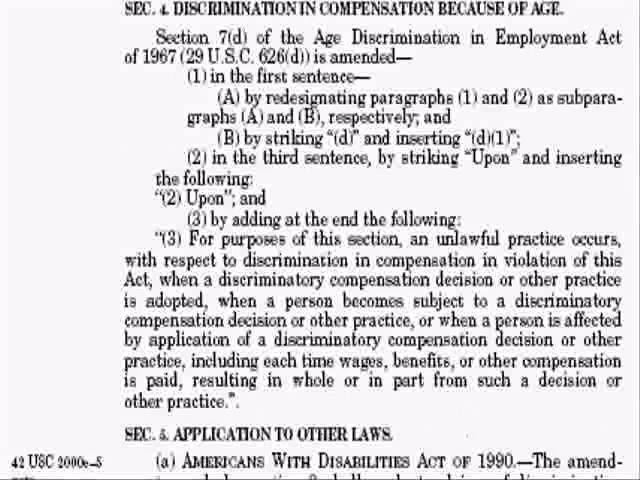 SEC. 4. DISCRIMINATION IN COMPENSATION BECAUSE OF AGE.
Section 7(d) of the Age Discrimination in Employment Act
of 1967 (29 U.S.C. 626(d)) is amended—
(1) in the first sentence—
(A) by redesignating paragraphs (1) and (2) as subpara-
graphs (A) and (B), respectively; and
(B) by striking “(d)” and inserting “(d)(1)”;
(2) in the third sentence, by striking “Upon” and inserting
the following:
“(2) Upon”; and
(3) by adding at the end the following:
“(3) For purposes of this section, an unlawful practice occurs,
with respect to discrimination in compensation in violation of this
Act, when a discriminatory compensation decision or other practice
is adopted, when a person becomes subject to a discriminatory
compensation decision or other practice, or when a person is affected
by application of a discriminatory compensation decision or other
practice, including each time wages, benefits, or other compensation
is paid, resulting in whole or in part from such a decision or
other practice.”.
SEC. 5. APPLICATION TO OTHER LAWS.
42 USC 2000e–5
(a) AMERICANS WITH DISABILITIES ACT OF 1990.—The amend-